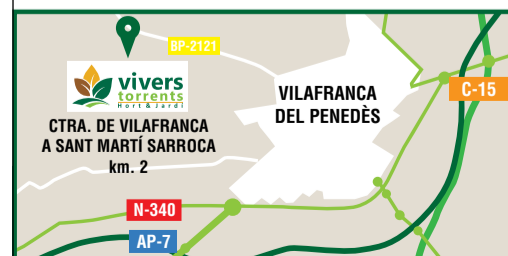 BP-2121
vivers
torrents
Hort & Jardí
CTRA. DE VILAFRANCA
A SANT MARTÍ SARROCA
km. 2
VILAFRANCA
DEL PENEDÈS
C-15
N-340
AP-7